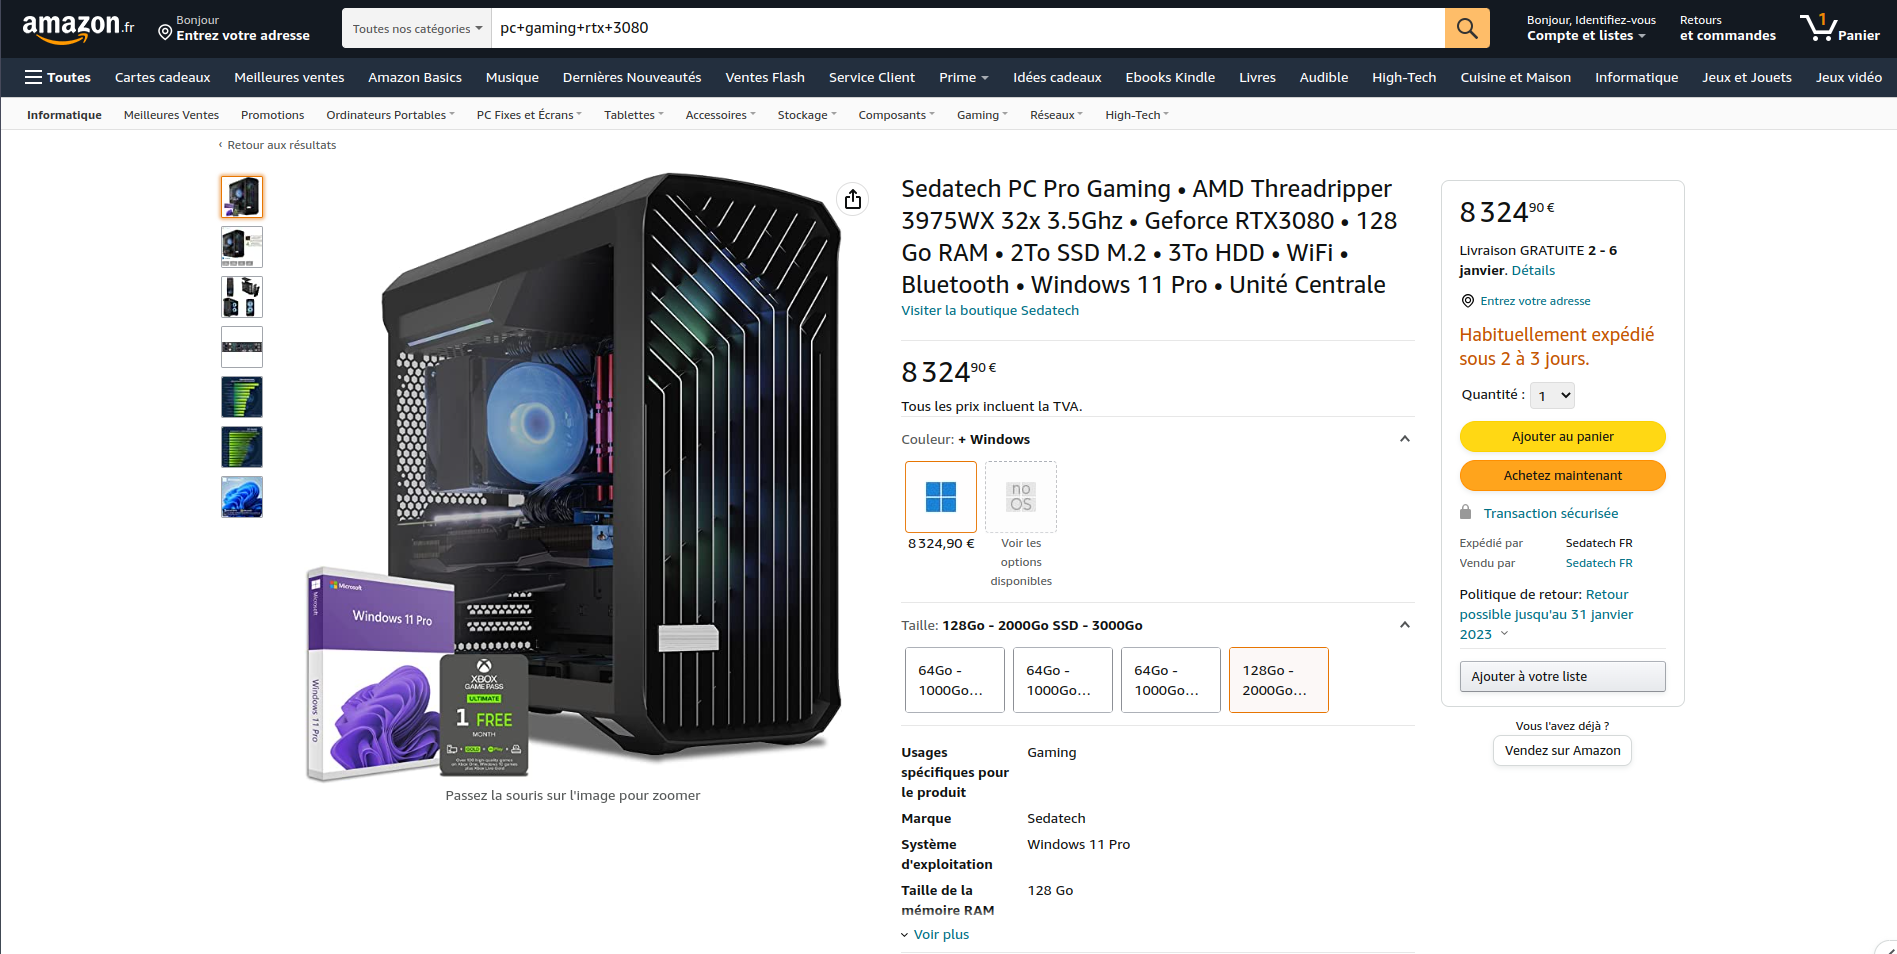 amazon.fr
Bonjour
Entrez votre adresse
Toutes nos catégories
pc+gaming+rtx+3080
Bonjour, Identifiez-vous
Compte et listes
Retours
et commandes
1
Panier
Toutes
Cartes cadeaux
Meilleures ventes
Amazon Basics
Musique
Dernières Nouveautés
Ventes Flash
Service Client
Prime
Idées cadeaux
Ebooks Kindle
Livres
Audible
High-Tech
Cuisine et Maison
Informatique
Jeux et Jouets
Jeux vidéo
Informatique
Meilleures Ventes
Promotions
Ordinateurs Portables
PC Fixes et Écrans
Tablettes
Accessoires
Stockage
Composants
Gaming
Réseaux
High-Tech
‹ Retour aux résultats
Microsoft
Windows 11 Pro
Microsoft
Windows 11 Pro
XBOX
GAME PASS
ULTIMATE
1 FREE
MONTH
Passez la souris sur l'image pour zoomer
Sedatech PC Pro Gaming • AMD Threadripper
3975WX 32x 3.5Ghz • Geforce RTX3080 • 128
Go RAM • 2To SSD M.2 • 3To HDD • WiFi •
Bluetooth • Windows 11 Pro • Unité Centrale
Visiter la boutique Sedatech
8 324,90 €
Tous les prix incluent la TVA.
Couleur: + Windows
no
OS
8 324,90 €
Voir les
options
disponibles
Taille: 128Go - 2000Go SSD - 3000Go
64Go -
1000Go...
64Go -
1000Go...
64Go -
1000Go...
128Go -
2000Go...
Usages
spécifiques pour
le produit
Gaming
Marque
Sedatech
Système
d'exploitation
Windows 11 Pro
Taille de la
mémoire RAM
128 Go
Voir plus
8 324 90 €
Livraison GRATUITE 2 - 6
janvier. Détails
Entrez votre adresse
Habituellement expédié
sous 2 à 3 jours.
Quantité :
1
Ajouter au panier
Achetez maintenant
Transaction sécurisée
Expédié par Sedatech FR
Vendu par Sedatech FR
Politique de retour: Retour
possible jusqu'au 31 janvier
2023
Ajouter à votre liste
Vous l'avez déjà ?
Vendez sur Amazon